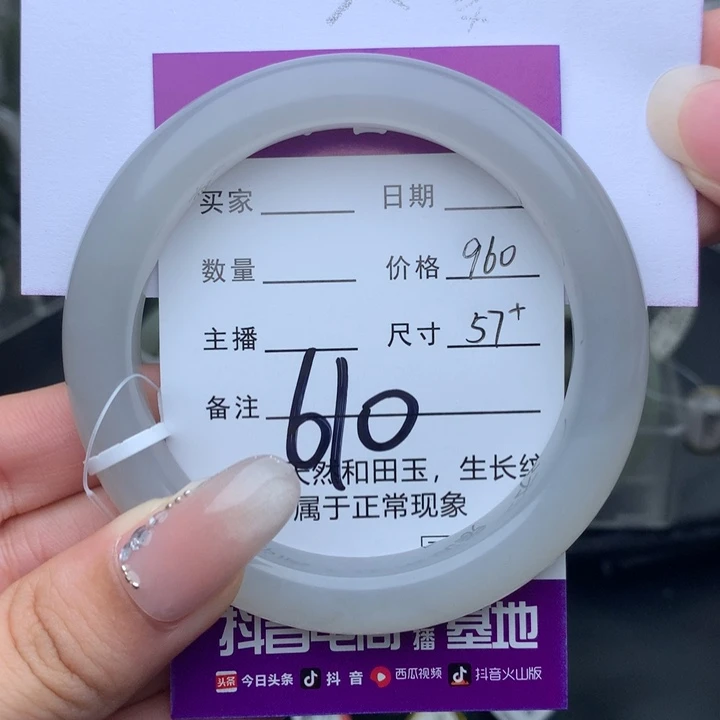 买家 日期
数量 价格 960
主播 尺寸 57+
备注 610
天然和田玉，生长纹
属于正常现象
抖音电商 播 基地
头条 今日头条 抖音 西瓜视频 抖音火山版